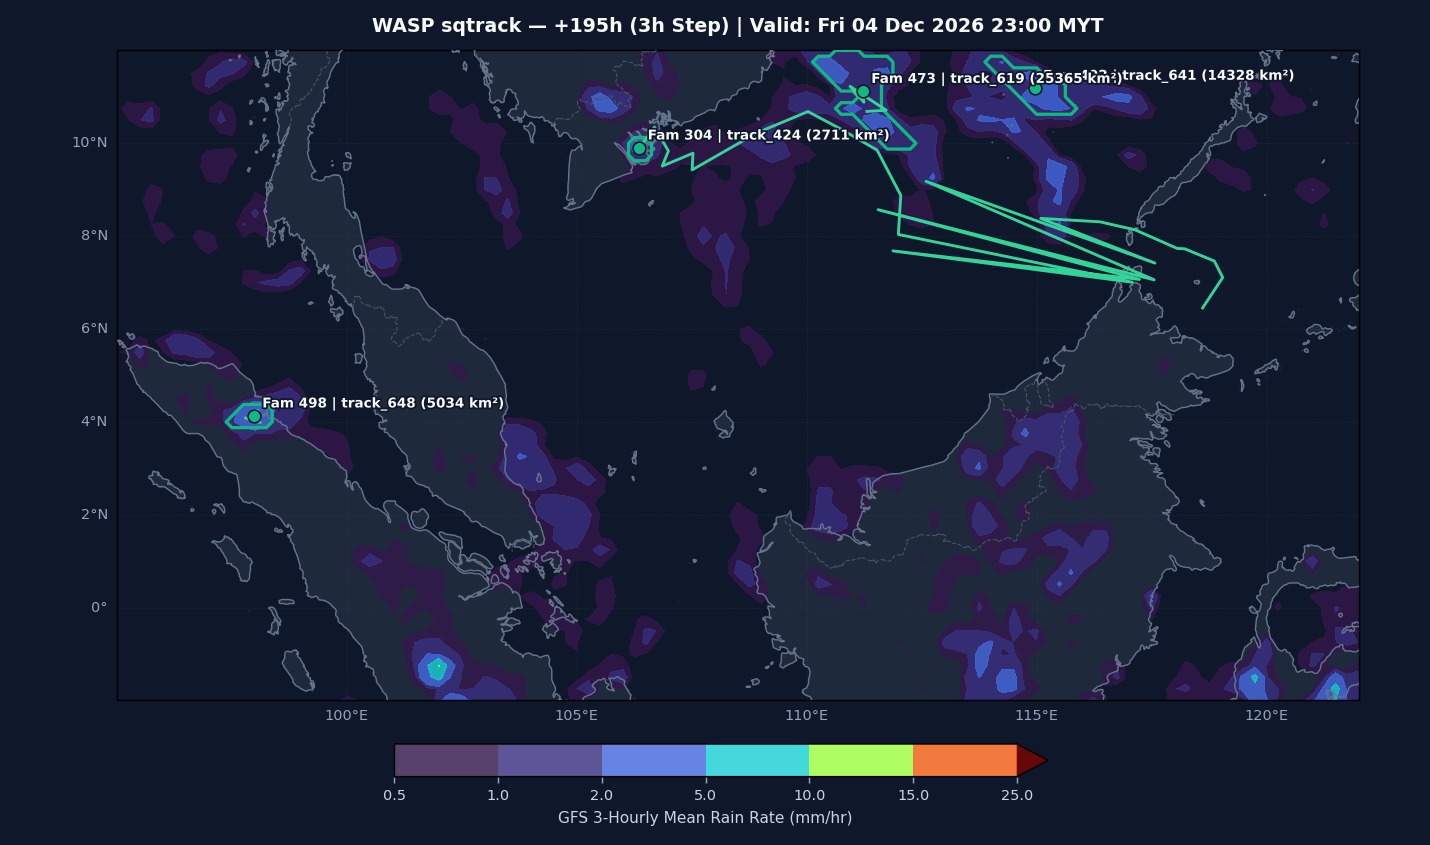 WASP sqtrack — +195h (3h Step) | Valid: Fri 04 Dec 2026 23:00 MYT
Fam 473 | track_619 (25365 km²)
track_641 (14328 km²)
Fam 304 | track_424 (2711 km²)
Fam 498 | track_648 (5034 km²)
10°N
8°N
6°N
4°N
2°N
0°
100°E 105°E 110°E 115°E 120°E
0.5 1.0 2.0 5.0 10.0 15.0 25.0
GFS 3-Hourly Mean Rain Rate (mm/hr)